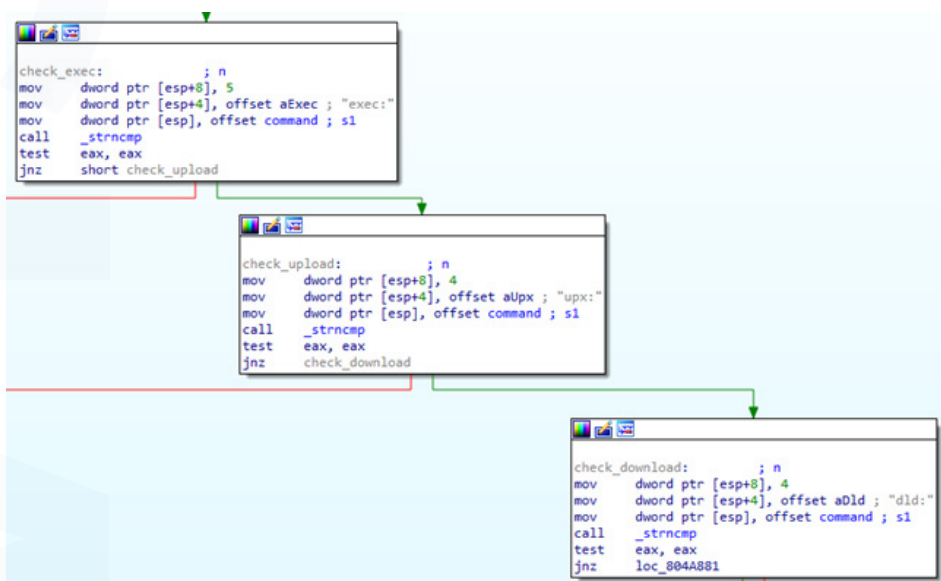 check_exec:                 ; n
mov     dword ptr [esp+8], 5
mov     dword ptr [esp+4], offset aExec ; "exec:"
mov     dword ptr [esp], offset command ; s1
call    _strncmp
test    eax, eax
jnz     short check_upload
check_upload:               ; n
mov     dword ptr [esp+8], 4
mov     dword ptr [esp+4], offset aUpx ; "upx:"
mov     dword ptr [esp], offset command ; s1
call    _strncmp
test    eax, eax
jnz     check_download
check_download:             ; n
mov     dword ptr [esp+8], 4
mov     dword ptr [esp+4], offset aDld ; "dld:"
mov     dword ptr [esp], offset command ; s1
call    _strncmp
test    eax, eax
jnz     loc_804A881